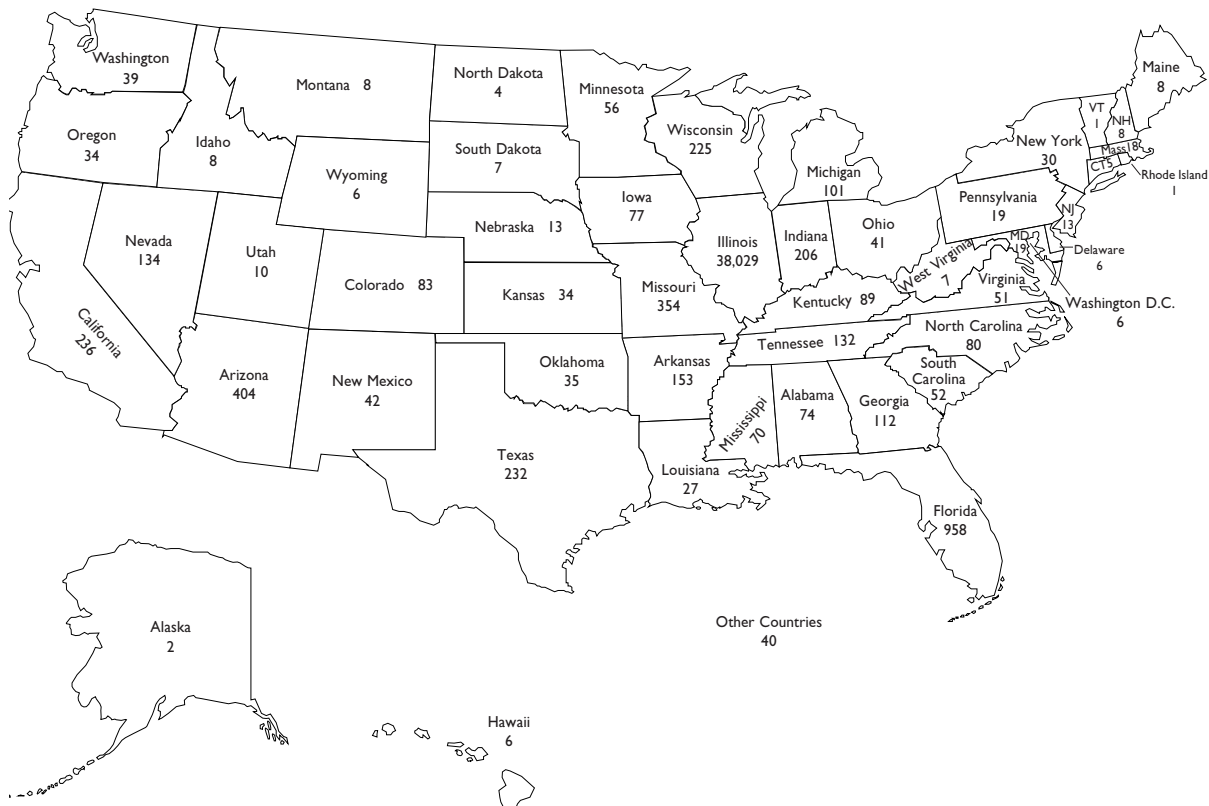 Washington
39
Oregon
34
Idaho
8
Montana 8
North Dakota
4
Minnesota
56
Wisconsin
225
Michigan
101
New York
30
VT
1
NH
8
Maine
8
Mass18
CT5
Rhode Island
1
South Dakota
7
Wyoming
6
Nebraska 13
Iowa
77
Nevada
134
Utah
10
Colorado 83
Kansas 34
Missouri
354
Illinois
38,029
Indiana
206
Ohio
41
Pennsylvania
19
NJ
13
MD
19
Delaware
6
West Virginia
7
Virginia
51
Washington D.C.
6
Kentucky 89
California
236
Arizona
404
New Mexico
42
Oklahoma
35
Arkansas
153
Tennessee 132
North Carolina
80
South
Carolina
52
Texas
232
Louisiana
27
Mississippi
70
Alabama
74
Georgia
112
Florida
958
Other Countries
40
Alaska
2
Hawaii
6